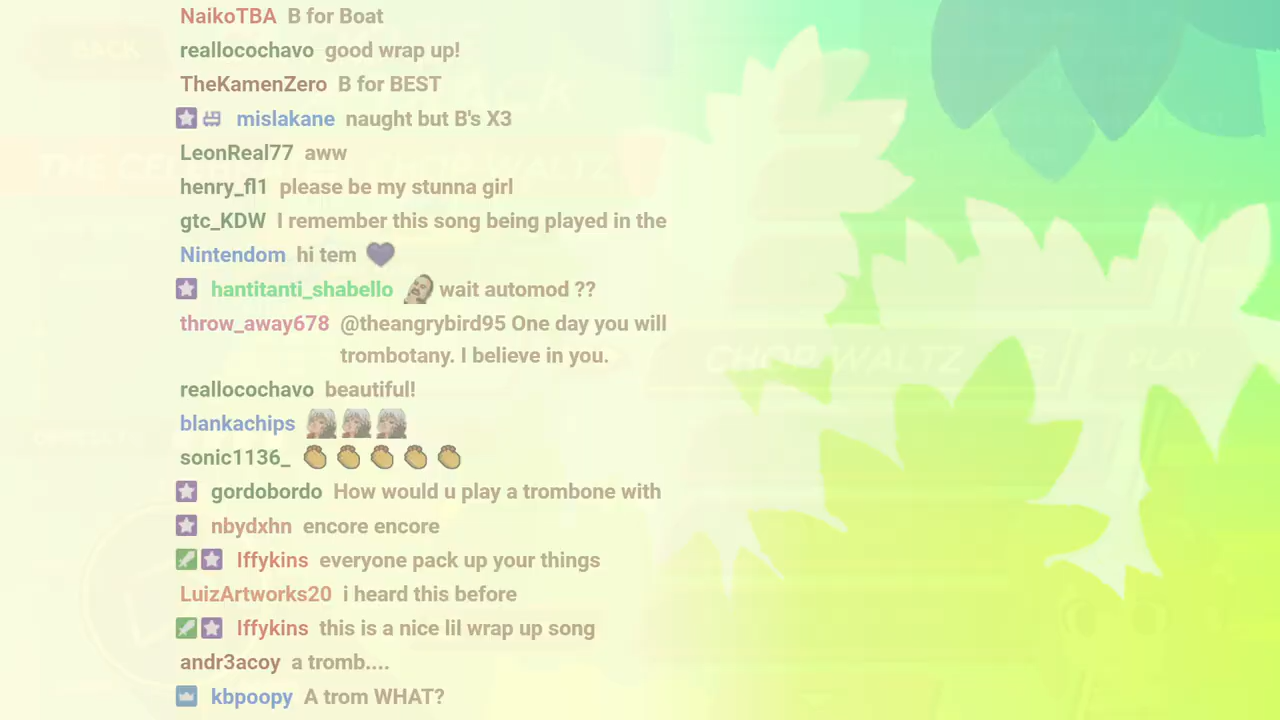 NaikoTBA B for Boat
reallocochavo good wrap up!
BACK
TheKamenZero B for BEST
mislakane naught but B's X3
LeonReal77 aww
henry_fl1 please be my stunna girl
gtc_KDW I remember this song being played in the
Nintendom hi tem
hantitanti_shabello wait automod ??
throw_away678 @theangrybird95 One day you will
trombotany. I believe in you.
CHOP WALTZ PLAY
reallocochavo beautiful!
blankachips
sonic1136_
gordobordo How would u play a trombone with
nbydxhn encore encore
Iffykins everyone pack up your things
LuizArtworks20 i heard this before
Iffykins this is a nice lil wrap up song
andr3acoy a tromb....
kbpoopy A trom WHAT?